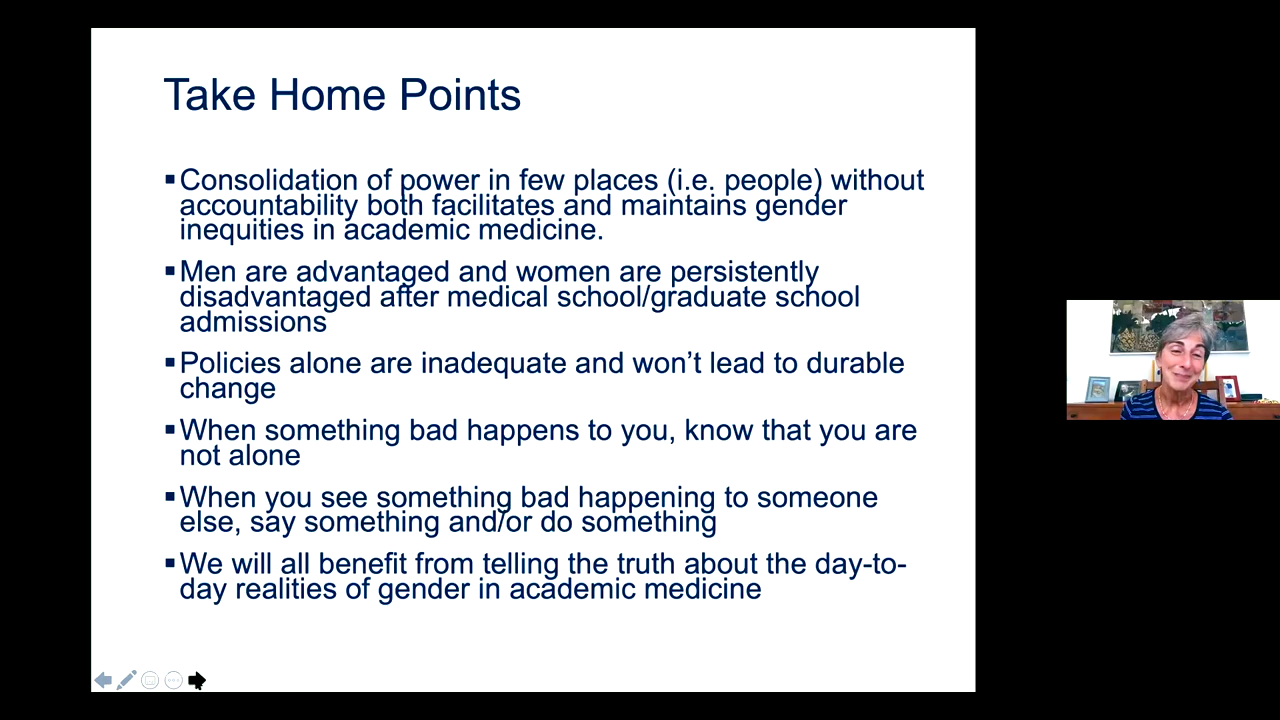 Take Home Points
▪Consolidation of power in few places (i.e. people) without
accountability both facilitates and maintains gender
inequities in academic medicine.
▪Men are advantaged and women are persistently
disadvantaged after medical school/graduate school
admissions
▪Policies alone are inadequate and won’t lead to durable
change
▪When something bad happens to you, know that you are
not alone
▪When you see something bad happening to someone
else, say something and/or do something
▪We will all benefit from telling the truth about the day-to-
day realities of gender in academic medicine